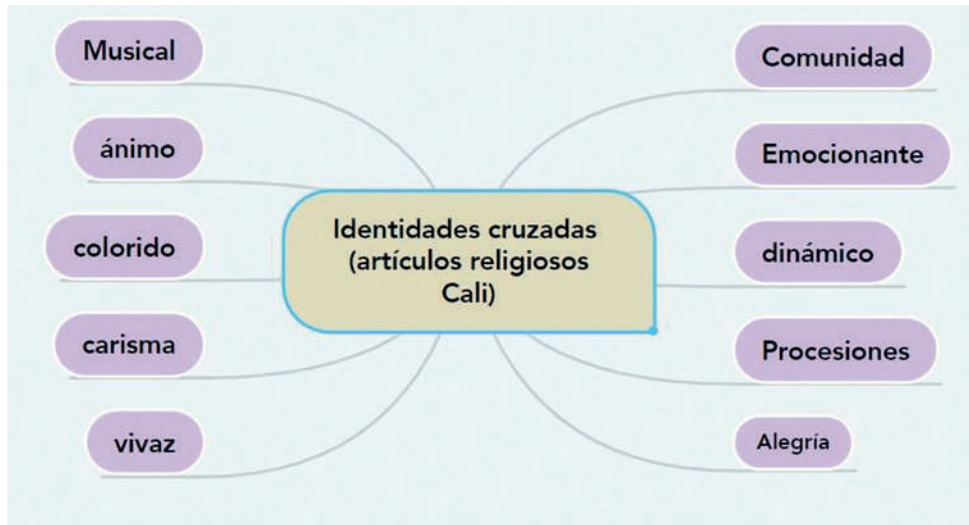 Musical
ánimo
colorido
carisma
vivaz
Identidades cruzadas
(artículos religiosos
Cali)
Comunidad
Emocionante
dinámico
Procesiones
Alegría